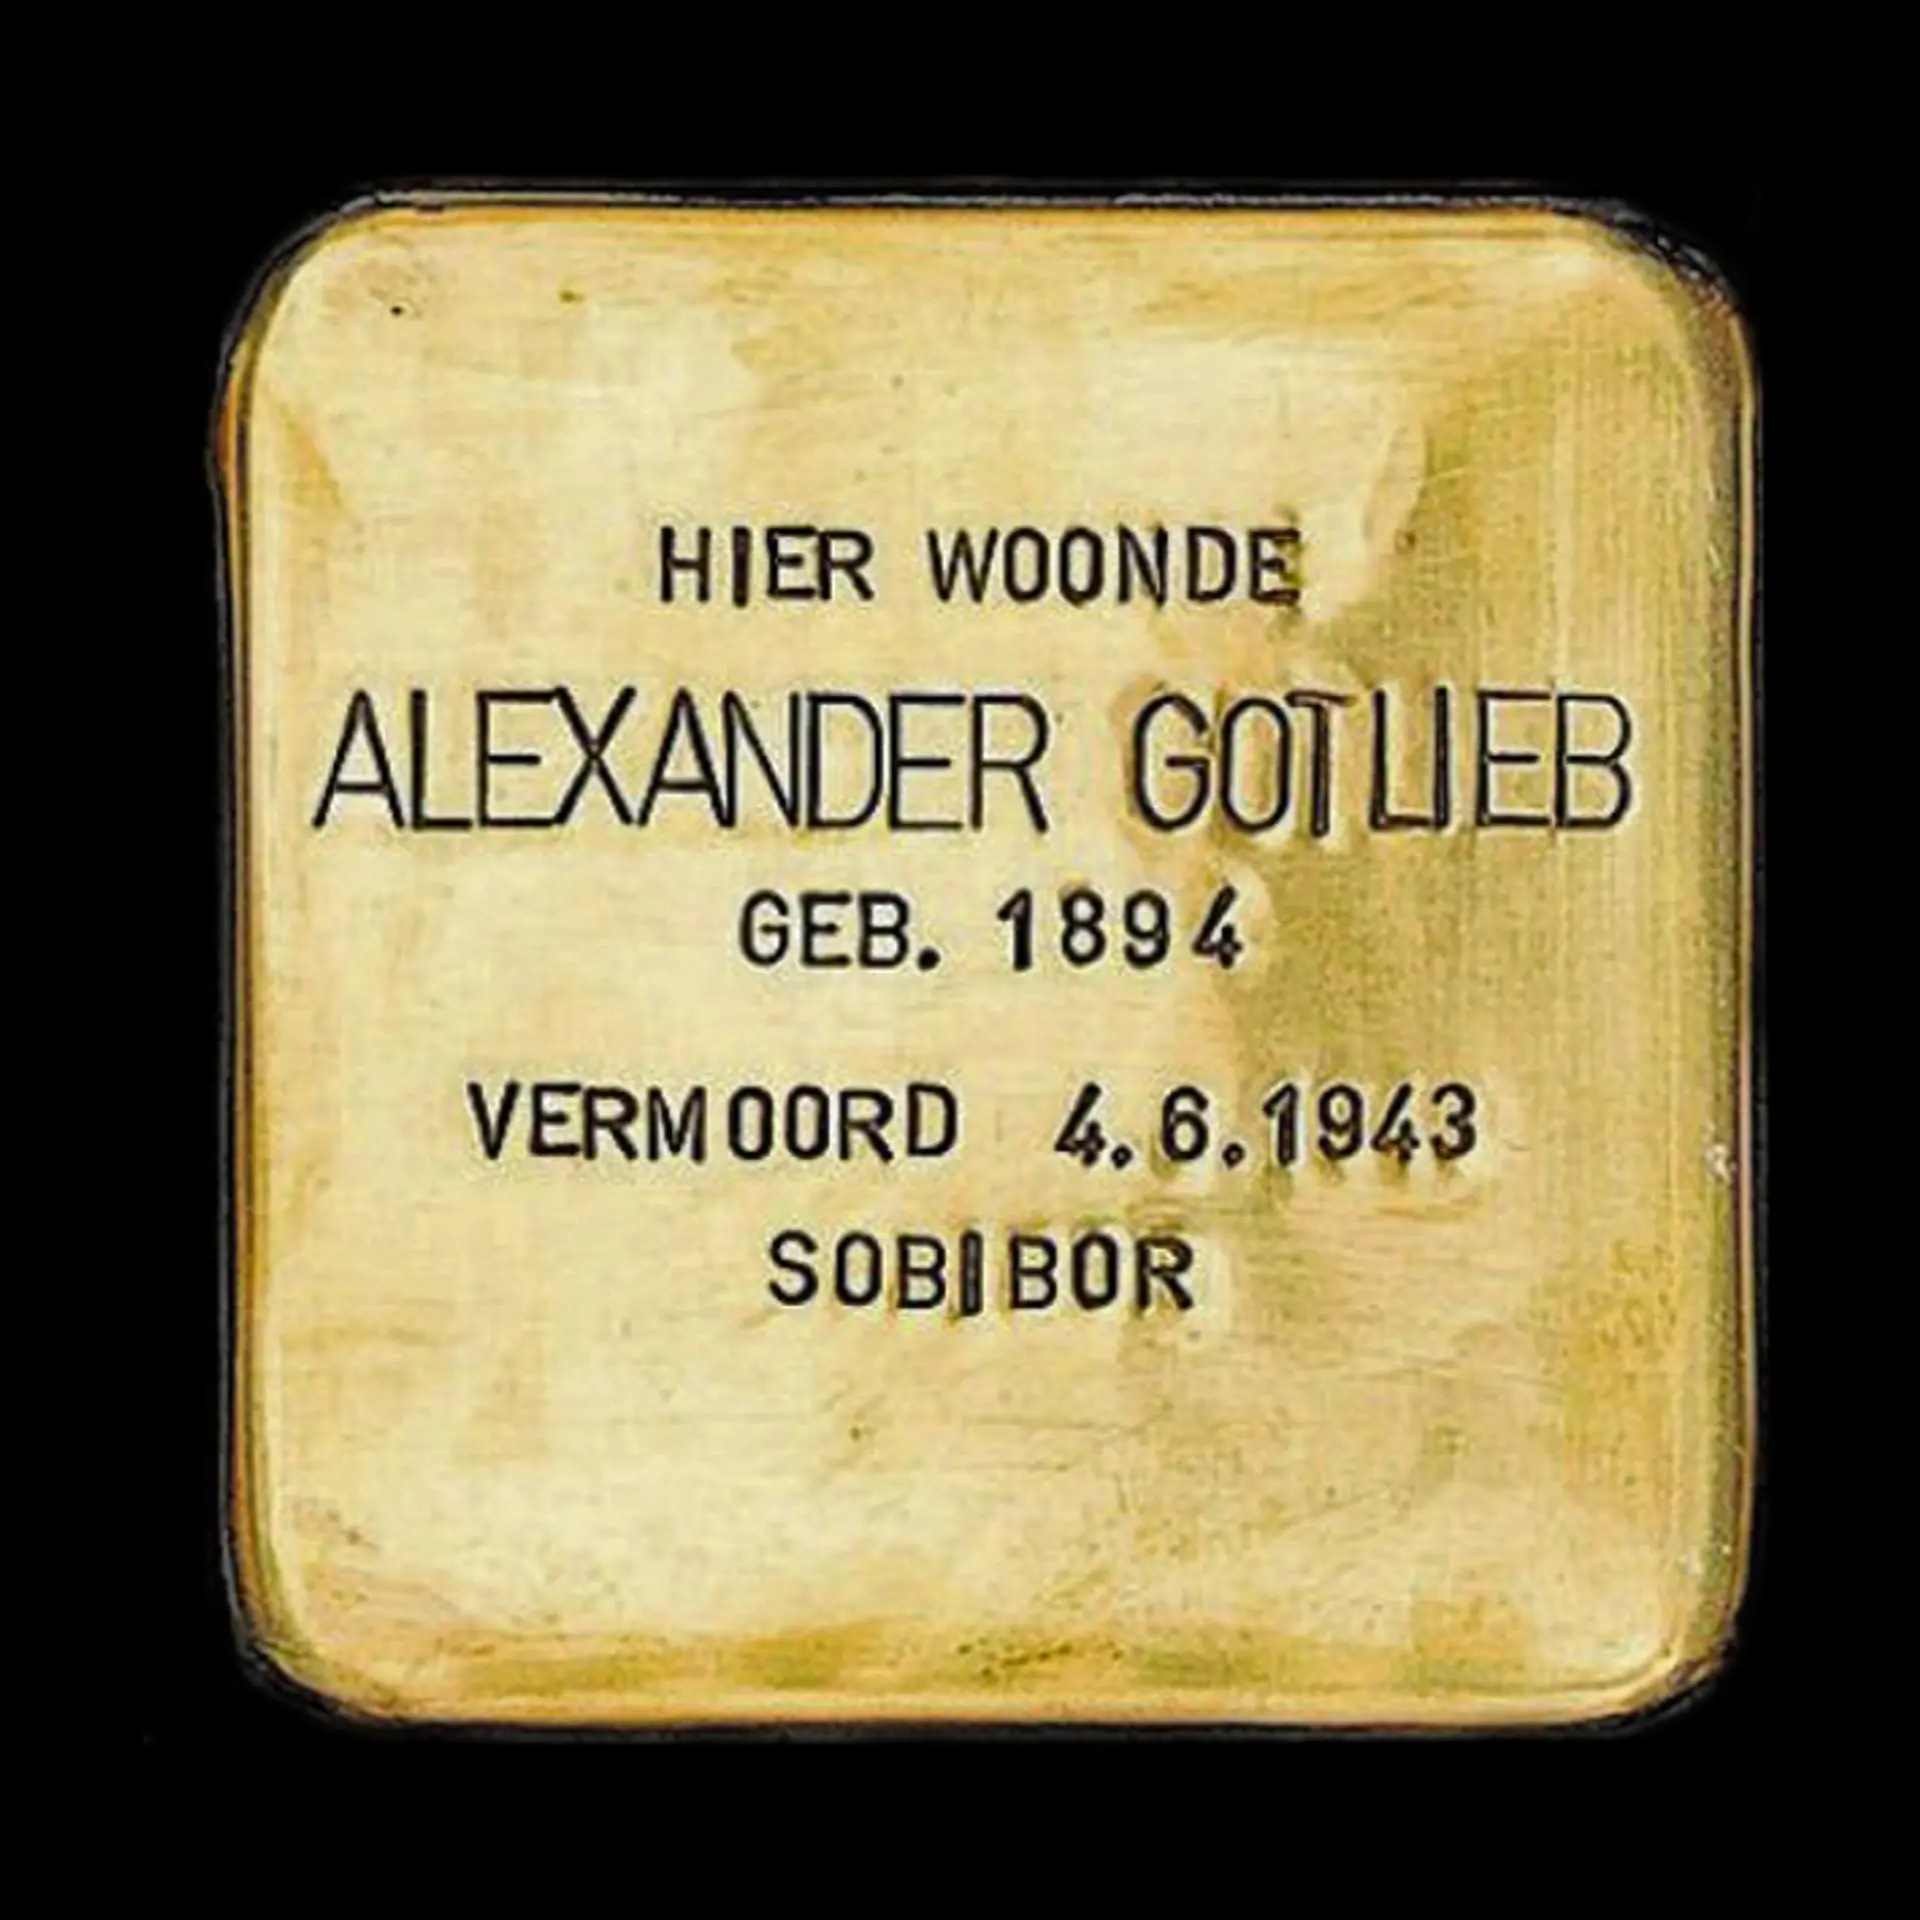 HIER WOONDE
ALEXANDER GOTLIEB
GEB. 1894
VERMOORD 4.6.1943
SOBIBOR